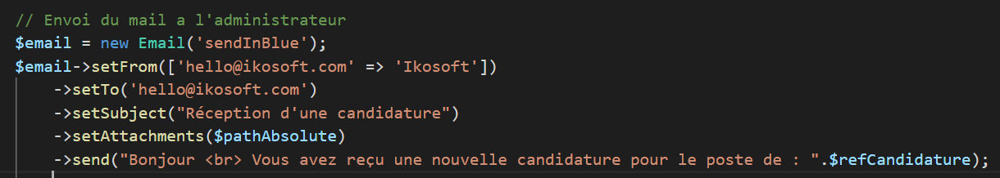 // Envoi du mail a l'administrateur
$email = new Email('sendInBlue');
$email->setFrom(['hello@ikosoft.com' => 'Ikosoft'])
->setTo('hello@ikosoft.com')
->setSubject("Réception d'une candidature")
->setAttachments($pathAbsolute)
->send("Bonjour <br> Vous avez reçu une nouvelle candidature pour le poste de : ".$refCandidature);